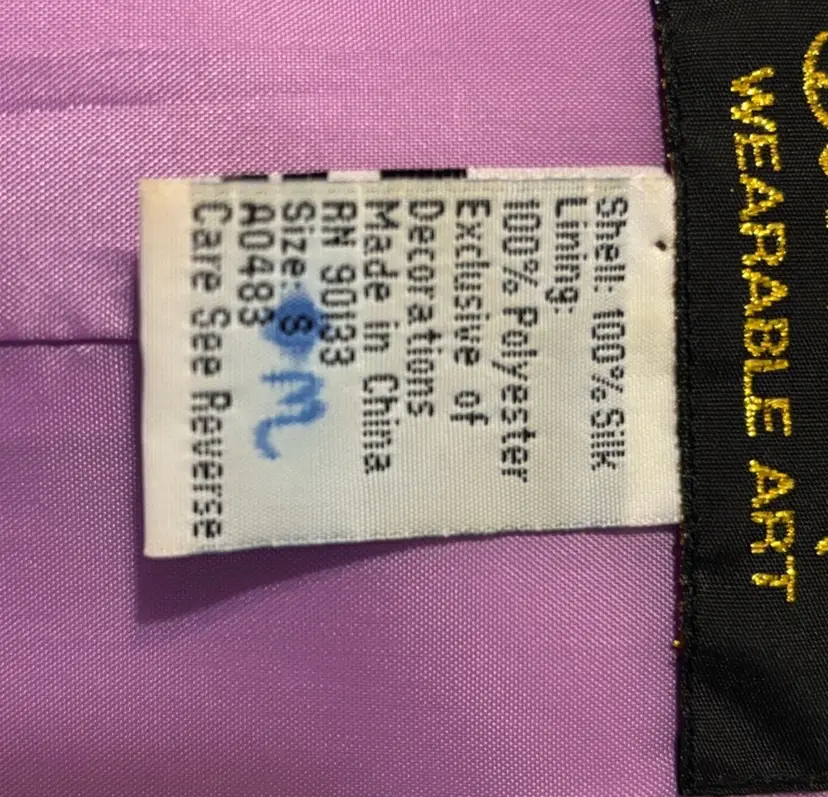 Shell: 100% Silk
Lining:
100% Polyester
Exclusive of
Decorations
Made in China
RN 90133
Size: S M
A0483
Care See Reverse
WEARABLE ART